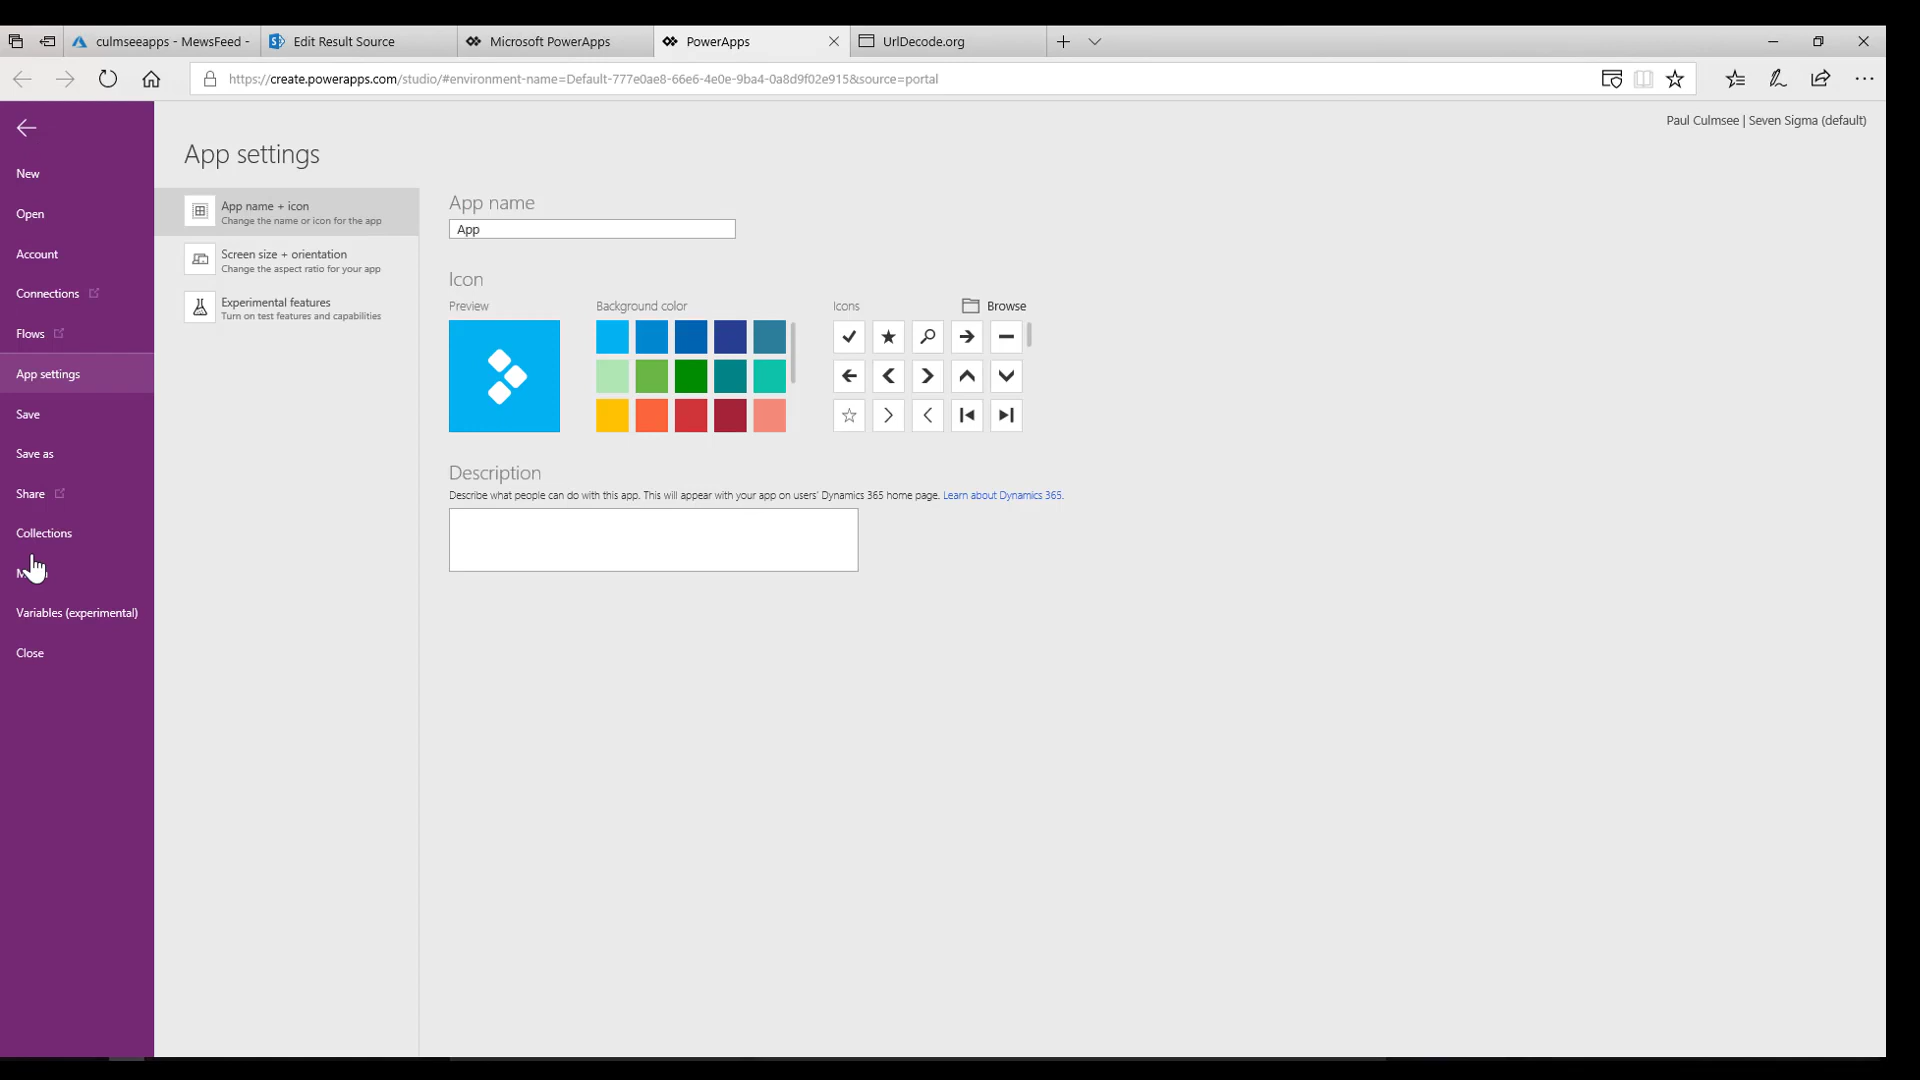 culmseeapps - MewsFeed -
Edit Result Source
Microsoft PowerApps
PowerApps
UrlDecode.org
https://create.powerapps.com/studio/#environment-name=Default-777e0ae8-66e6-4e0e-9ba4-0a8d9f02e915&source=portal
Paul Culmsee | Seven Sigma (default)
New
Open
Account
Connections
Flows
App settings
Save
Save as
Share
Collections
Variables (experimental)
Close
App settings
App name + icon
Change the name or icon for the app
Screen size + orientation
Change the aspect ratio for your app
Experimental features
Turn on test features and capabilities
App name
App
Icon
Preview
Background color
Icons
Browse
Description
Describe what people can do with this app. This will appear with your app on users' Dynamics 365 home page. Learn about Dynamics 365.